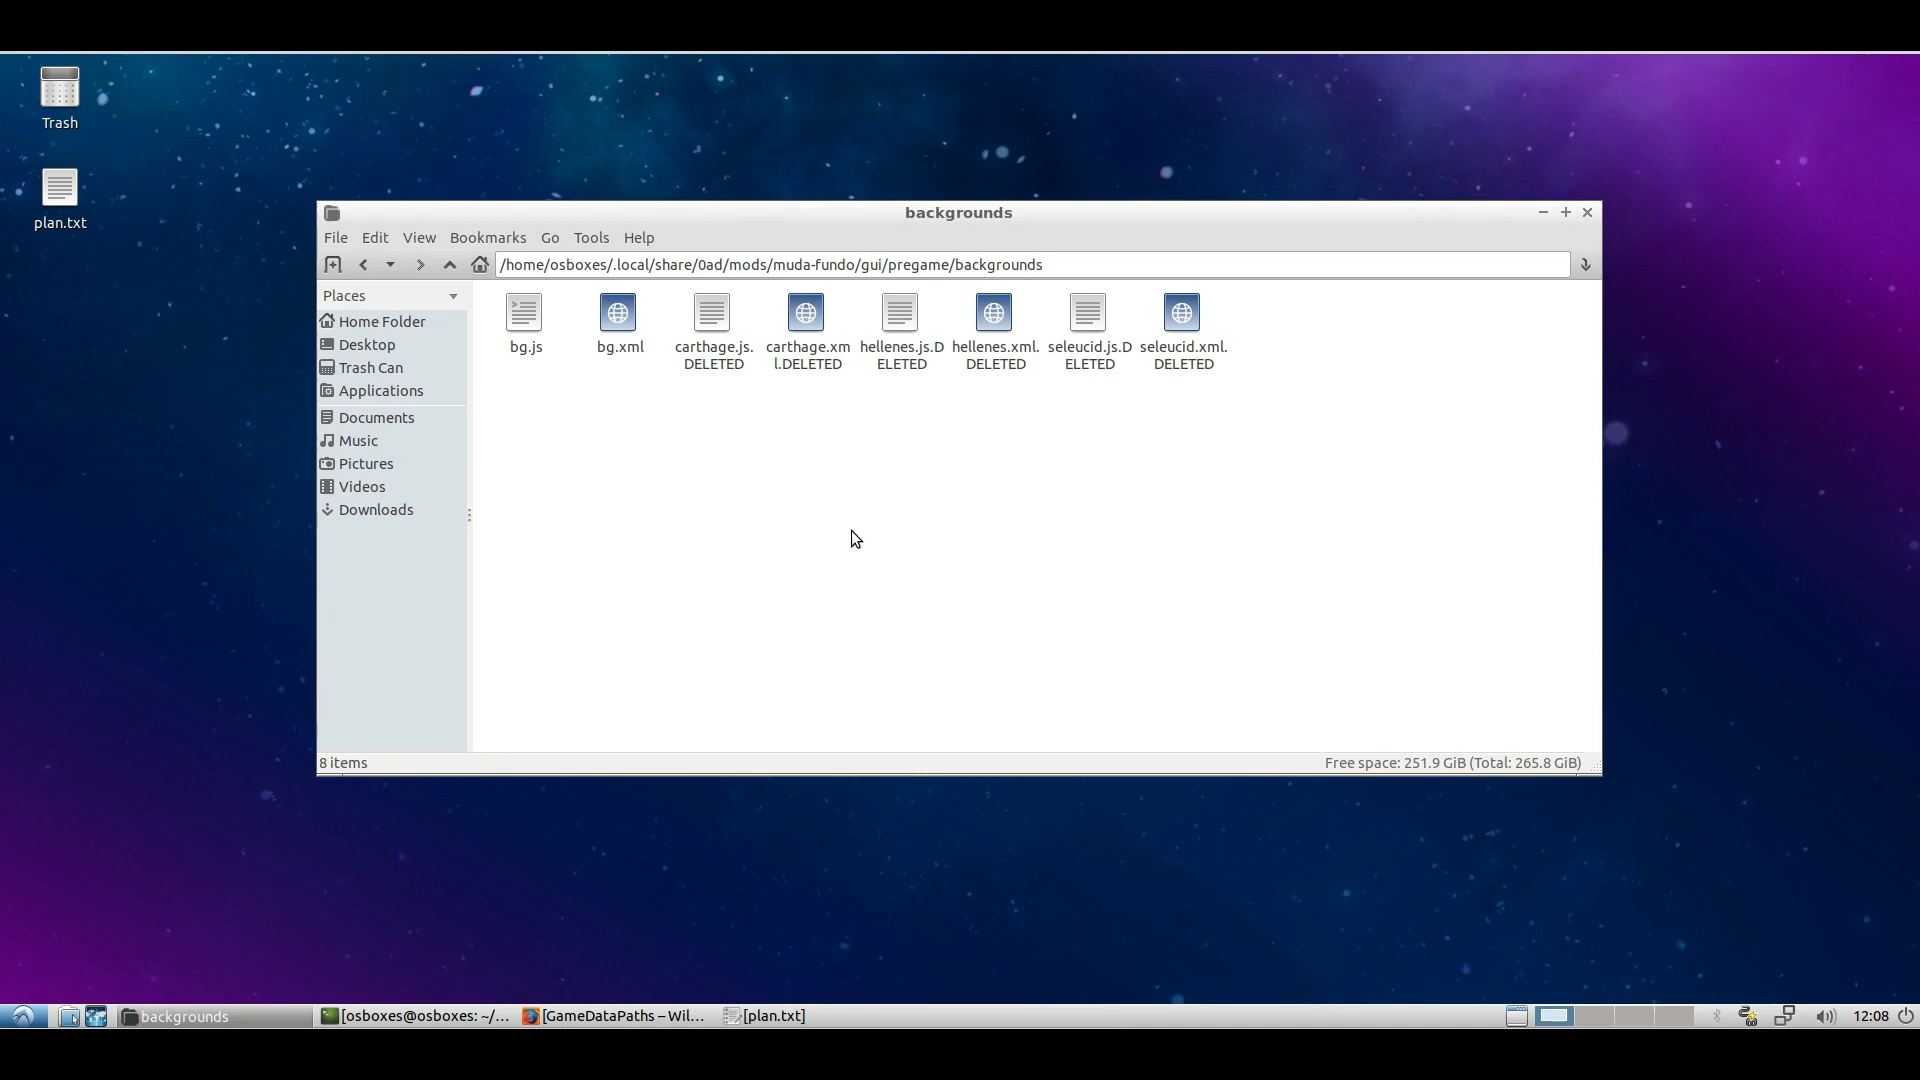 Trash
plan.txt
backgrounds
File Edit View Bookmarks Go Tools Help
/home/osboxes/.local/share/0ad/mods/muda-fundo/gui/pregame/backgrounds
Places
Home Folder
Desktop
Trash Can
Applications
Documents
Music
Pictures
Videos
Downloads
bg.js
bg.xml
carthage.js.
DELETED
carthage.xm
l.DELETED
hellenes.js.D
ELETED
hellenes.xml.
DELETED
seleucid.js.D
ELETED
seleucid.xml.
DELETED
8 items
Free space: 251.9 GiB (Total: 265.8 GiB)
backgrounds
[osboxes@osboxes: ~/...
[GameDataPaths – Wil...
[plan.txt]
12:08